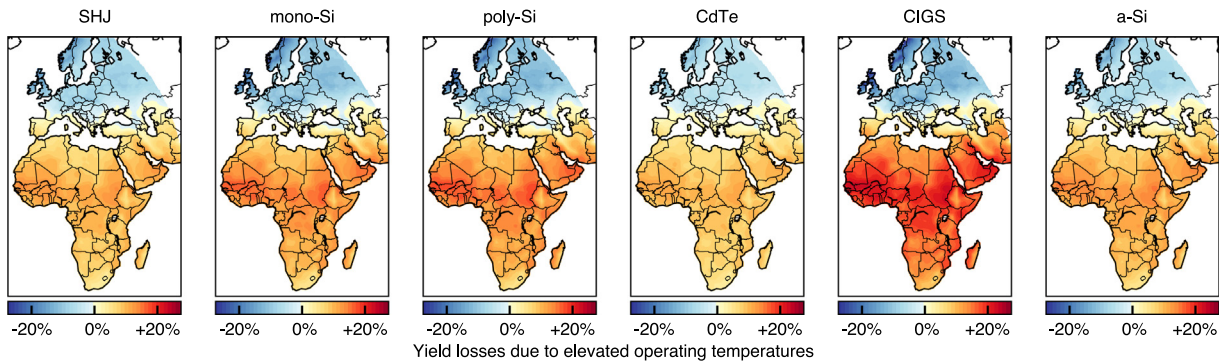 SHJ mono-Si poly-Si CdTe CIGS a-Si
-20% 0% +20% -20% 0% +20% -20% 0% +20% -20% 0% +20% -20% 0% +20% -20% 0% +20%
Yield losses due to elevated operating temperatures